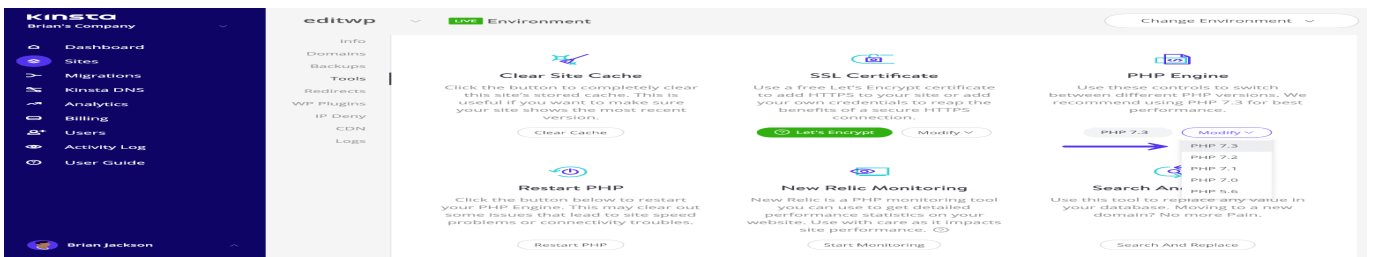 KINSTA
Brian's Company
Dashboard
Sites
Migrations
Kinsta DNS
Analytics
Billing
Users
Activity Log
User Guide
Brian Jackson
editwp
LIVE Environment
Change Environment
Info
Domains
Backups
Tools
Redirects
WP Plugins
IP Deny
CDN
Logs
Clear Site Cache
Click the button to completely clear
this site's stored cache. This is
useful if you want to make sure
your site shows the most recent
version.
Clear Cache
SSL Certificate
Use a free Let's Encrypt certificate
to add HTTPS to your site or add
your own credentials to reap the
benefits of a secure HTTPS
connection.
Let's Encrypt
Modify
PHP Engine
Use these controls to switch
between different PHP versions. We
recommend using PHP 7.3 for best
performance.
PHP 7.3
Modify
PHP 7.3
PHP 7.2
PHP 7.1
PHP 7.0
PHP 5.6
Restart PHP
Click the button below to restart
your PHP Engine. This may clear out
some issues that lead to site speed
problems or connectivity troubles.
Restart PHP
New Relic Monitoring
New Relic is a PHP monitoring tool
you can use to get detailed
performance statistics on your
website. Use with care as it impacts
site performance.
Start Monitoring
Search An
Use this tool to replace any value in
your database. Moving to a new
domain? No more Pain.
Search And Replace